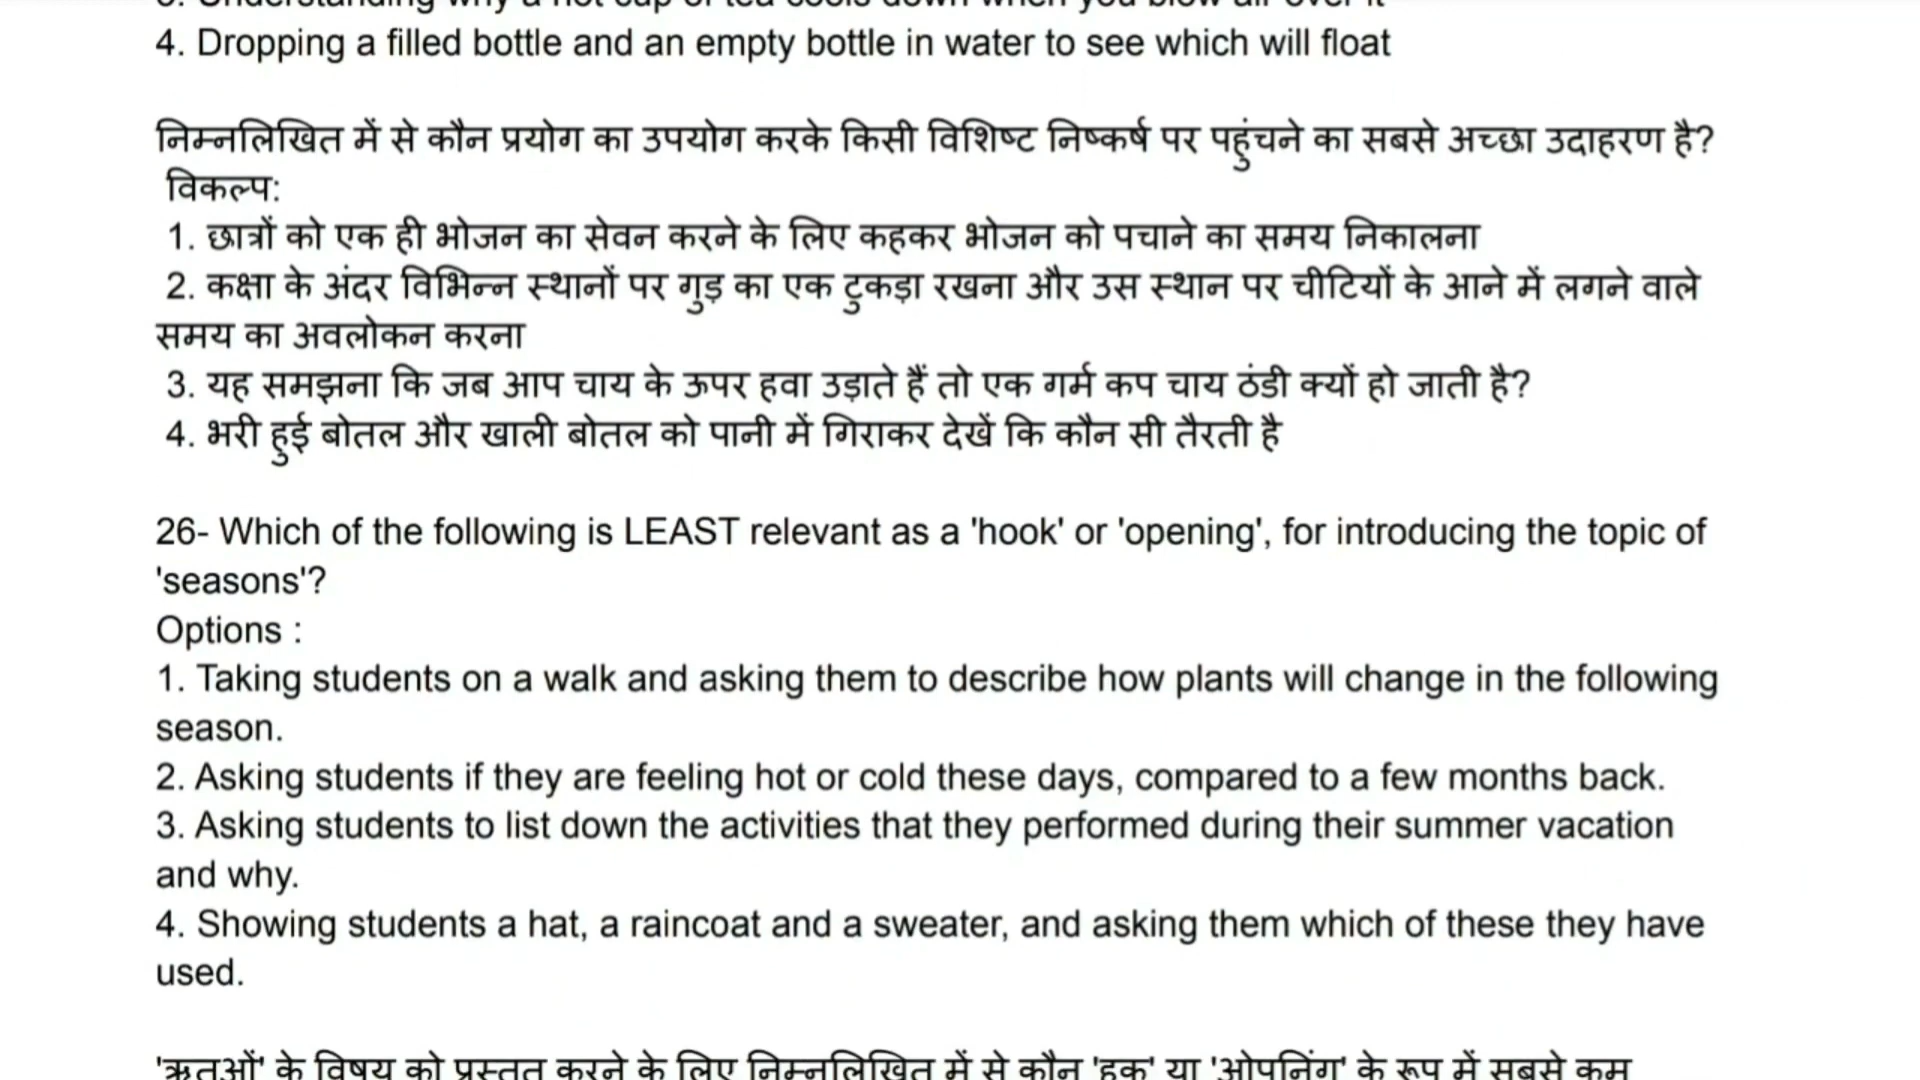 4. Dropping a filled bottle and an empty bottle in water to see which will float
निम्नलिखित में से कौन प्रयोग का उपयोग करके किसी विशिष्ट निष्कर्ष पर पहुंचने का सबसे अच्छा उदाहरण है?
विकल्प:
1. छात्रों को एक ही भोजन का सेवन करने के लिए कहकर भोजन को पचाने का समय निकालना
2. कक्षा के अंदर विभिन्न स्थानों पर गुड़ का एक टुकड़ा रखना और उस स्थान पर चीटियों के आने में लगने वाले
समय का अवलोकन करना
3. यह समझना कि जब आप चाय के ऊपर हवा उड़ाते हैं तो एक गर्म कप चाय ठंडी क्यों हो जाती है?
4. भरी हुई बोतल और खाली बोतल को पानी में गिराकर देखें कि कौन सी तैरती है
26- Which of the following is LEAST relevant as a 'hook' or 'opening', for introducing the topic of
'seasons'?
Options :
1. Taking students on a walk and asking them to describe how plants will change in the following
season.
2. Asking students if they are feeling hot or cold these days, compared to a few months back.
3. Asking students to list down the activities that they performed during their summer vacation
and why.
4. Showing students a hat, a raincoat and a sweater, and asking them which of these they have
used.
'ऋतुओं' के विषय को प्रस्तुत करने के लिए निम्नलिखित में से कौन 'हुक' या 'ओपनिंग' के रूप में सबसे कम